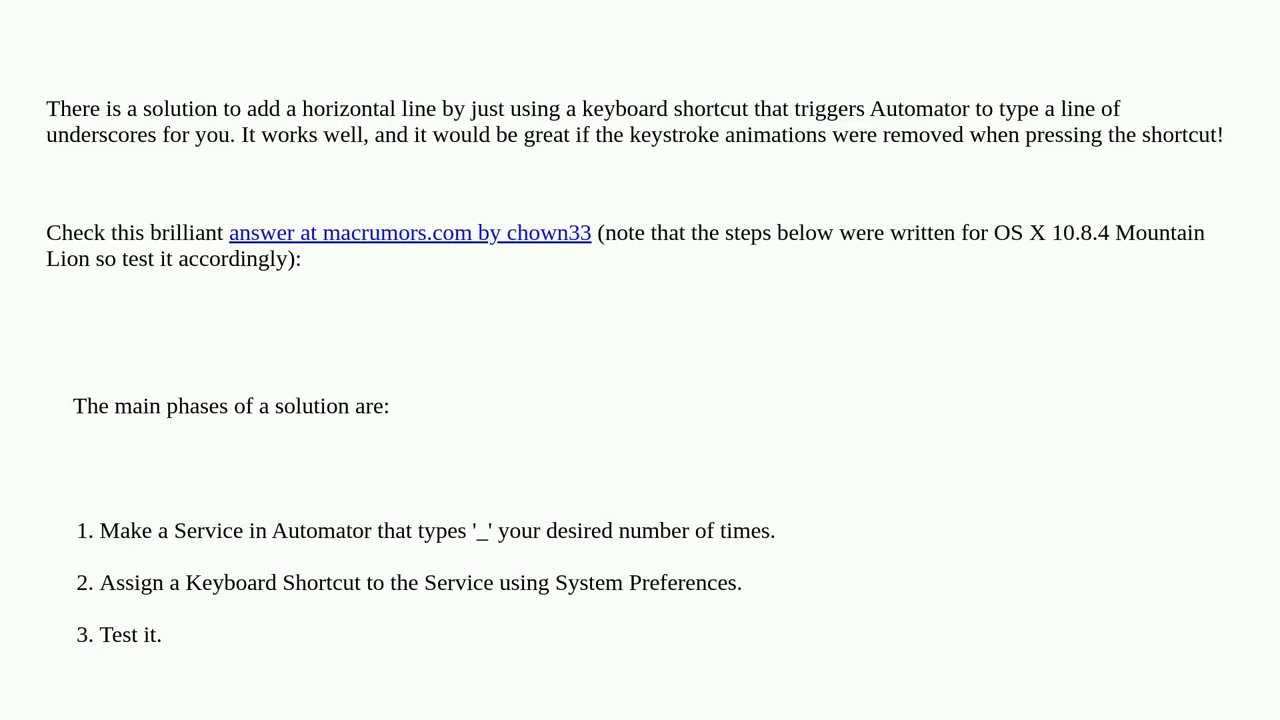 There is a solution to add a horizontal line by just using a keyboard shortcut that triggers Automator to type a line of
underscores for you. It works well, and it would be great if the keystroke animations were removed when pressing the shortcut!
Check this brilliant answer at macrumors.com by chown33 (note that the steps below were written for OS X 10.8.4 Mountain
Lion so test it accordingly):
The main phases of a solution are:
1. Make a Service in Automator that types '_' your desired number of times.
2. Assign a Keyboard Shortcut to the Service using System Preferences.
3. Test it.